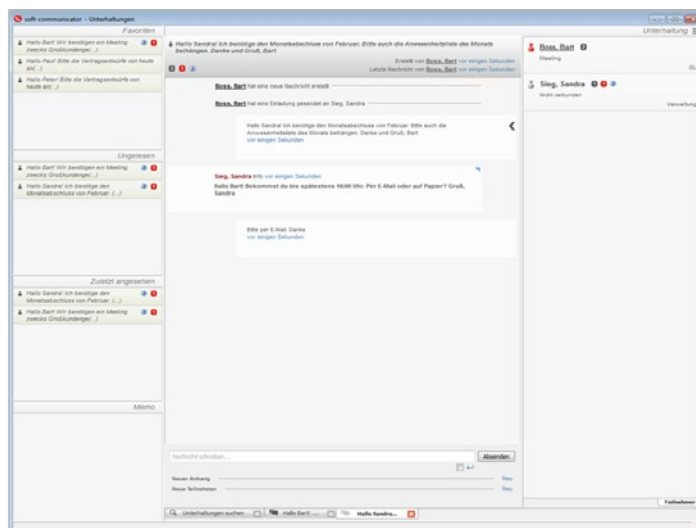 soft-communicator - Unterhaltungen
Favoriten
Hallo Bart! Wir benötigen ein Meeting
zwecks Großkundenge(...)
Hallo Paul! Bitte die Vertragsentwürfe von heute
an(...)
Hallo Peter! Bitte die Vertragsentwürfe von
heute an(...)
Ungelesen
Hallo Bart! Wir benötigen ein Meeting
zwecks Großkundenge(...)
Hallo Sandra! Ich benötige den
Monatsabschluss von Februar. (...)
Zuletzt angesehen
Hallo Sandra! Ich benötige den
Monatsabschluss von Februar. (...)
Hallo Bart! Wir benötigen ein Meeting
zwecks Großkundenge(...)
Memo
Hallo Sandra! Ich benötige den Monatsabschluss von Februar. Bitte auch die Anwesenheitsliste des Monats
beihängen. Danke und Gruß, Bart
Erstellt von Boss, Bart vor einigen Sekunden
Letzte Nachricht von Boss, Bart vor einigen Sekunden
Boss, Bart hat eine neue Nachricht erstellt
Boss, Bart hat eine Einladung gesendet an Sieg, Sandra
Hallo Sandra! Ich benötige den Monatsabschluss von Februar. Bitte auch die
Anwesenheitsliste des Monats beihängen. Danke und Gruß, Bart
vor einigen Sekunden
Sieg, Sandra Info vor einigen Sekunden
Hallo Bart! Bekommst du bis spätestens 16:00 Uhr. Per E-Mail oder auf Papier? Gruß,
Sandra
Bitte per E-Mail. Danke
vor einigen Sekunden
Nachricht schreiben...
Absenden
Neuer Anhang
Neu
Neue Teilnehmer
Neu
Unterhaltungen suchen
Hallo Bart! ...
Hallo Sandra...
Unterhaltung
Boss, Bart
Meeting
Sieg, Sandra
Nicht verbunden
Verwaltung
Teilnehmer